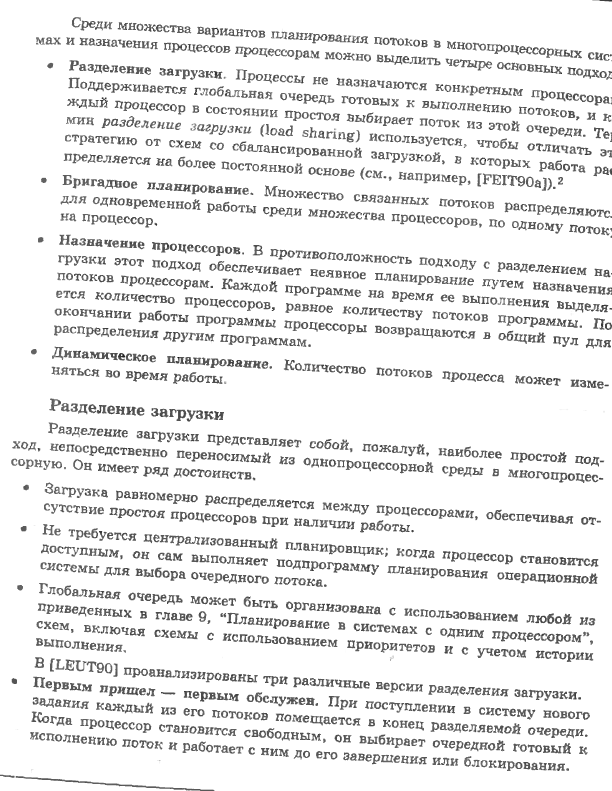 Среди множества вариантов планирования потоков в многопроцессорных сист
мах и назначения процессов процессорам можно выделить четыре основных подход
• Разделение загрузки. Процессы не назначаются конкретным процессора
Поддерживается глобальная очередь готовых к выполнению потоков, и к
ждый процессор в состоянии простоя выбирает поток из этой очереди. Тер
мин разделение загрузки (load sharing) используется, чтобы отличать эт
стратегию от схем со сбалансированной загрузкой, в которых работа рас
пределяется на более постоянной основе (см., например, [FEIT90a]).²
• Бригадное планирование. Множество связанных потоков распределяютс
для одновременной работы среди множества процессоров, по одному потоку
на процессор.
• Назначение процессоров. В противоположность подходу с разделением за-
грузки этот подход обеспечивает неявное планирование путем назначения
потоков процессорам. Каждой программе на время ее выполнения выделя-
ется количество процессоров, равное количеству потоков программы. По
окончании работы программы процессоры возвращаются в общий пул для
распределения другим программам.
• Динамическое планирование. Количество потоков процесса может изме-
няться во время работы.
Разделение загрузки
Разделение загрузки представляет собой, пожалуй, наиболее простой под-
ход, непосредственно переносимый из однопроцессорной среды в многопроцес-
сорную. Он имеет ряд достоинств.
• Загрузка равномерно распределяется между процессорами, обеспечивая от-
сутствие простоя процессоров при наличии работы.
• Не требуется централизованный планировщик; когда процессор становится
доступным, он сам выполняет подпрограмму планирования операционной
системы для выбора очередного потока.
• Глобальная очередь может быть организована с использованием любой из
приведенных в главе 9, “Планирование в системах с одним процессором”,
схем, включая схемы с использованием приоритетов и с учетом истории
выполнения.
В [LEUT90] проанализированы три различные версии разделения загрузки.
• Первым пришел — первым обслужен. При поступлении в систему нового
задания каждый из его потоков помещается в конец разделяемой очереди.
Когда процессор становится свободным, он выбирает очередной готовый к
исполнению поток и работает с ним до его завершения или блокирования.